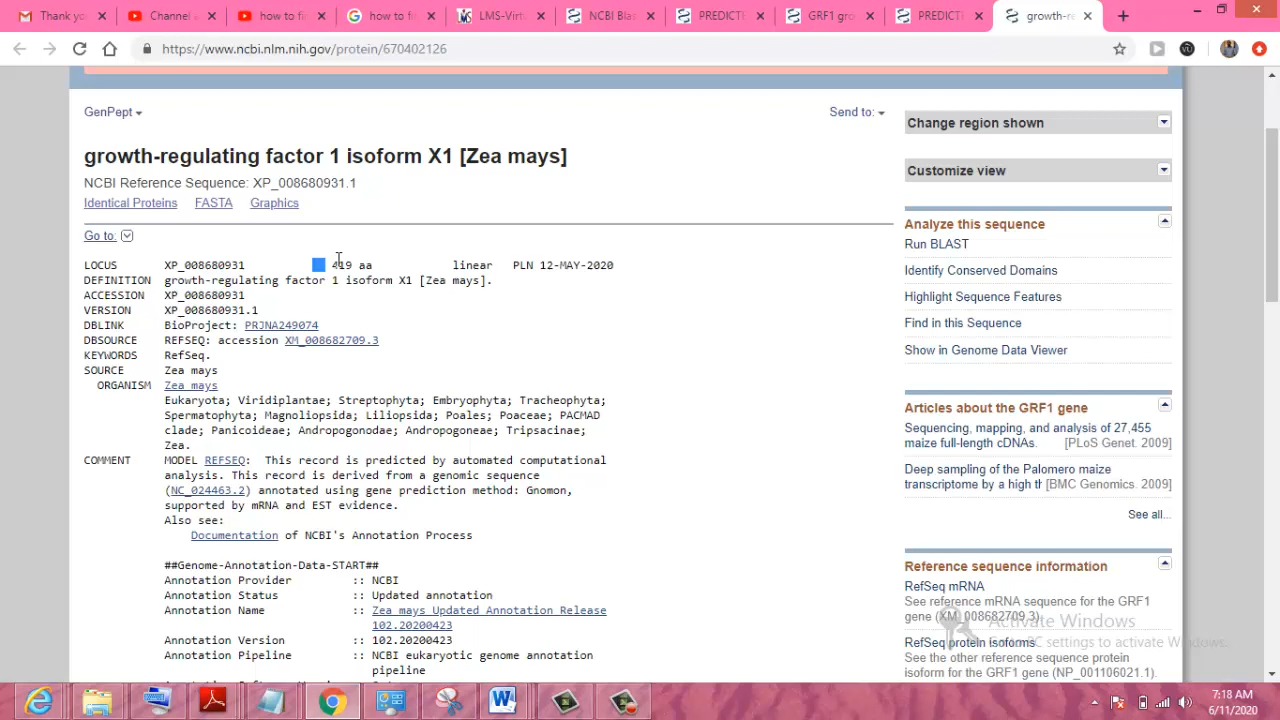 Thank you
Channel
how to fi
how to fi
LMS-Virtu
NCBI Blas
PREDICTE
GRF1 gro
PREDICTE
growth-re
https://www.ncbi.nlm.nih.gov/protein/670402126
GenPept
Send to:
growth-regulating factor 1 isoform X1 [Zea mays]
NCBI Reference Sequence: XP_008680931.1
Identical Proteins FASTA Graphics
Go to:
LOCUS XP_008680931 419 aa linear PLN 12-MAY-2020
DEFINITION growth-regulating factor 1 isoform X1 [Zea mays].
ACCESSION XP_008680931
VERSION XP_008680931.1
DBLINK BioProject: PRJNA249074
DBSOURCE REFSEQ: accession XM_008682709.3
KEYWORDS RefSeq.
SOURCE Zea mays
ORGANISM Zea mays
Eukaryota; Viridiplantae; Streptophyta; Embryophyta; Tracheophyta;
Spermatophyta; Magnoliopsida; Liliopsida; Poales; Poaceae; PACMAD
clade; Panicoideae; Andropogonodae; Andropogoneae; Tripsacinae;
Zea.
COMMENT MODEL REFSEQ: This record is predicted by automated computational
analysis. This record is derived from a genomic sequence
(NC_024463.2) annotated using gene prediction method: Gnomon,
supported by mRNA and EST evidence.
Also see:
Documentation of NCBI's Annotation Process
##Genome-Annotation-Data-START##
Annotation Provider :: NCBI
Annotation Status :: Updated annotation
Annotation Name :: Zea mays Updated Annotation Release
102.20200423
Annotation Version :: 102.20200423
Annotation Pipeline :: NCBI eukaryotic genome annotation
pipeline
Change region shown
Customize view
Analyze this sequence
Run BLAST
Identify Conserved Domains
Highlight Sequence Features
Find in this Sequence
Show in Genome Data Viewer
Articles about the GRF1 gene
Sequencing, mapping, and analysis of 27,455
maize full-length cDNAs. [PLoS Genet. 2009]
Deep sampling of the Palomero maize
transcriptome by a high th [BMC Genomics. 2009]
See all...
Reference sequence information
RefSeq mRNA
See reference mRNA sequence for the GRF1
gene (XM_008682709.3).
RefSeq protein isoforms
See the other reference sequence protein
isoform for the GRF1 gene (NP_001106021.1).
Activate Windows
Go to PC settings to activate Windows.
7:18 AM
6/11/2020